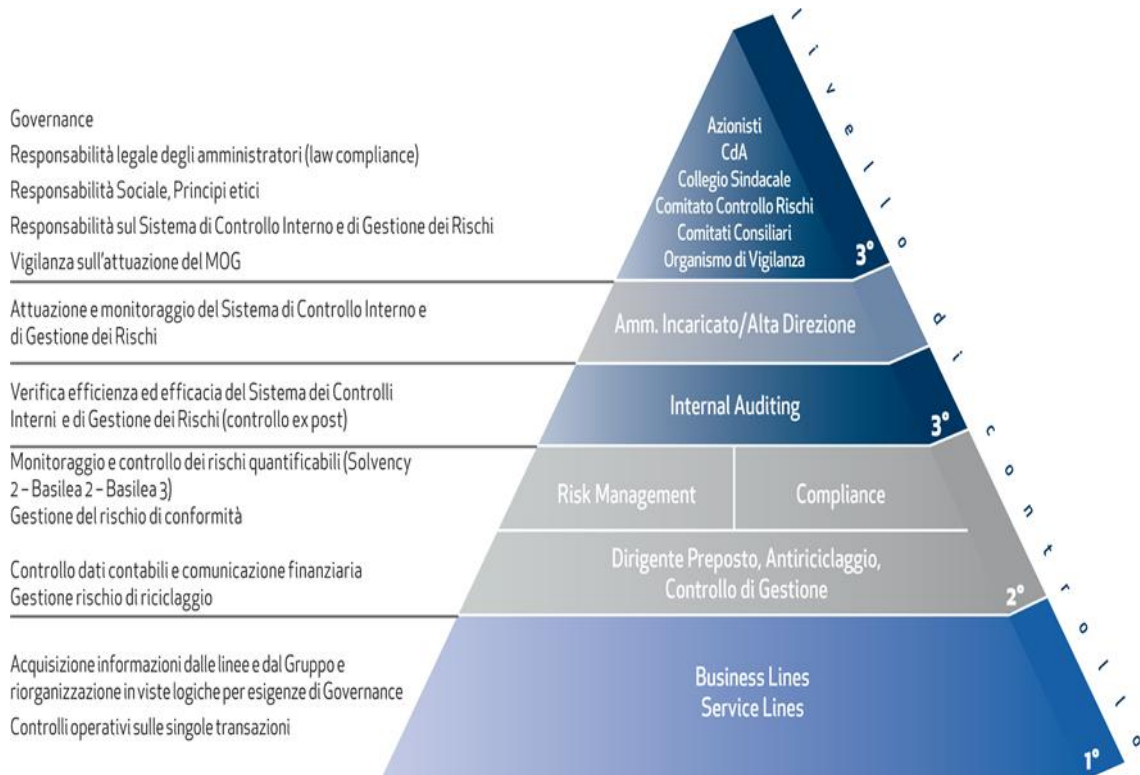 Governance
Responsabilità legale degli amministratori (law compliance)
Responsabilità Sociale, Principi etici
Responsabilità sul Sistema di Controllo Interno e di Gestione dei Rischi
Vigilanza sull'attuazione del MOG
Azionisti
CdA
Collegio Sindacale
Comitato Controllo Rischi
Comitati Consiliari
Organismo di Vigilanza
3°
Attuazione e monitoraggio del Sistema di Controllo Interno e
di Gestione dei Rischi
Amm. Incaricato/Alta Direzione
Verifica efficienza ed efficacia del Sistema dei Controlli
Interni e di Gestione dei Rischi (controllo ex post)
Internal Auditing
3°
Monitoraggio e controllo dei rischi quantificabili (Solvency
2 – Basilea 2 – Basilea 3)
Gestione del rischio di conformità
Risk Management
Compliance
Controllo dati contabili e comunicazione finanziaria
Gestione rischio di riciclaggio
Dirigente Preposto, Antiriciclaggio,
Controllo di Gestione
2°
Acquisizione informazioni dalle linee e dal Gruppo e
riorganizzazione in viste logiche per esigenze di Governance
Controlli operativi sulle singole transazioni
Business Lines
Service Lines
1°
livello di controllo